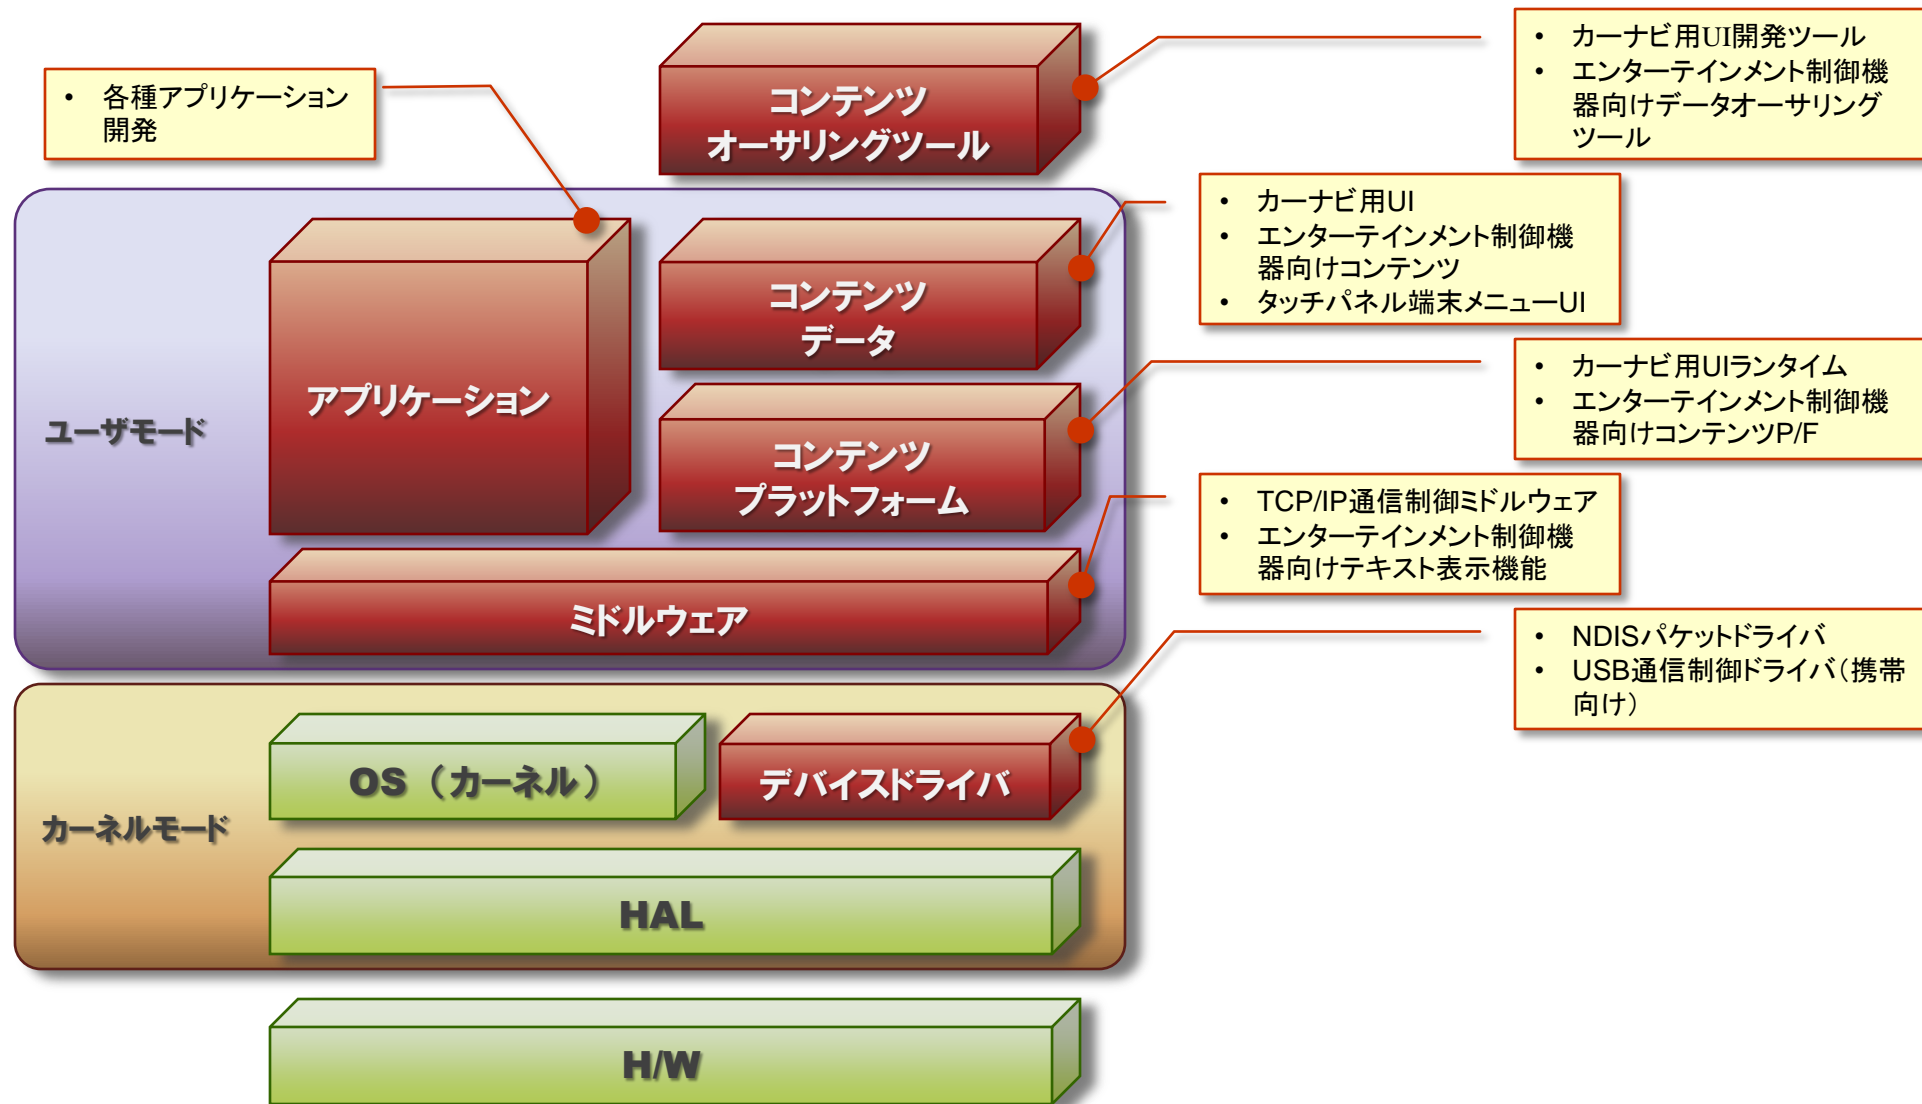 • 各種アプリケーション
開発
コンテンツ
オーサリングツール
• カーナビ用UI開発ツール
• エンターテインメント制御機
器向けデータオーサリング
ツール
ユーザモード
アプリケーション
コンテンツ
データ
• カーナビ用UI
• エンターテインメント制御機
器向けコンテンツ
• タッチパネル端末メニューUI
コンテンツ
プラットフォーム
• カーナビ用UIランタイム
• エンターテインメント制御機
器向けコンテンツP/F
ミドルウェア
• TCP/IP通信制御ミドルウェア
• エンターテインメント制御機
器向けテキスト表示機能
カーネルモード
OS（カーネル）
デバイスドライバ
• NDISパケットドライバ
• USB通信制御ドライバ（携帯
向け）
HAL
H/W